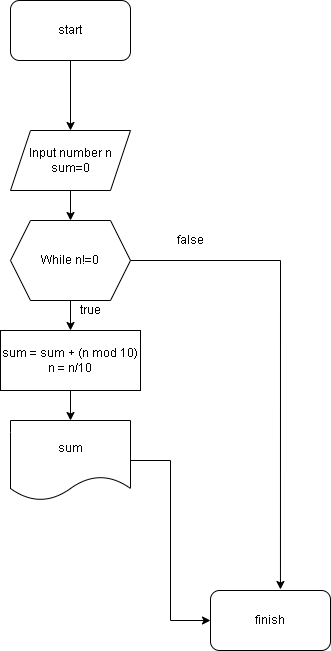 start
Input number n
sum=0
While n!=0
false
true
sum = sum + (n mod 10)
n = n/10
sum
finish